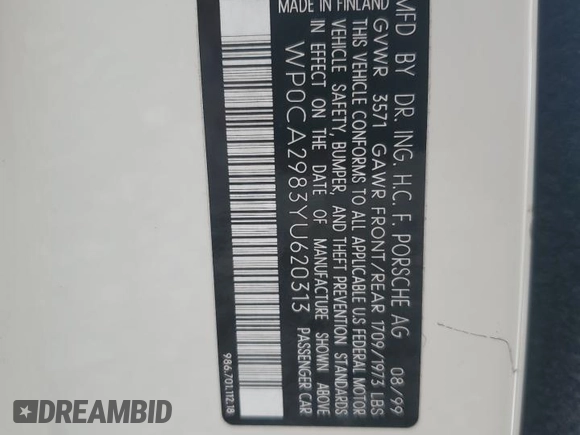 MFD BY DR. ING. H.C. F. PORSCHE AG 08/99
GVWR 3571 GAWR FRONT/REAR 1709/1973 LBS
THIS VEHICLE CONFORMS TO ALL APPLICABLE US FEDERAL MOTOR
VEHICLE SAFETY, BUMPER, AND THEFT PREVENTION STANDARDS
IN EFFECT ON THE DATE OF MANUFACTURE SHOWN ABOVE
WP0CA2983YU620313 PASSENGER CAR
MADE IN FINLAND
986.701.112.18
DREAMBID